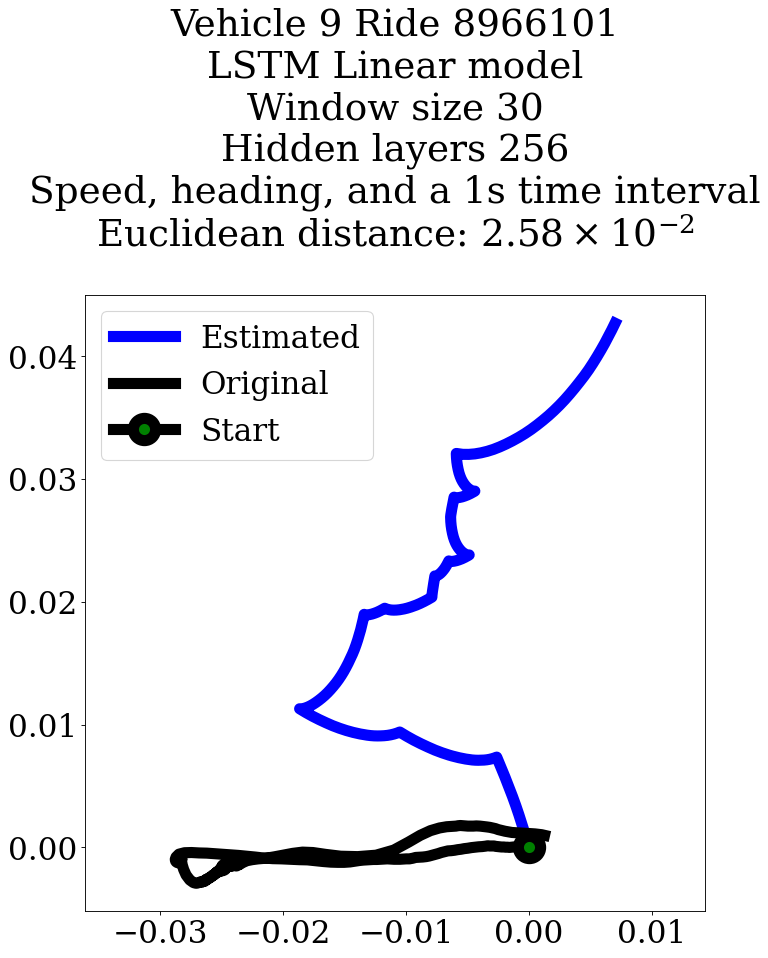 Vehicle 9 Ride 8966101
LSTM Linear model
Window size 30
Hidden layers 256
Speed, heading, and a 1s time interval
Euclidean distance: 2.58 × 10⁻²
Estimated
Original
Start
0.04
0.03
0.02
0.01
0.00
−0.03 −0.02 −0.01 0.00 0.01